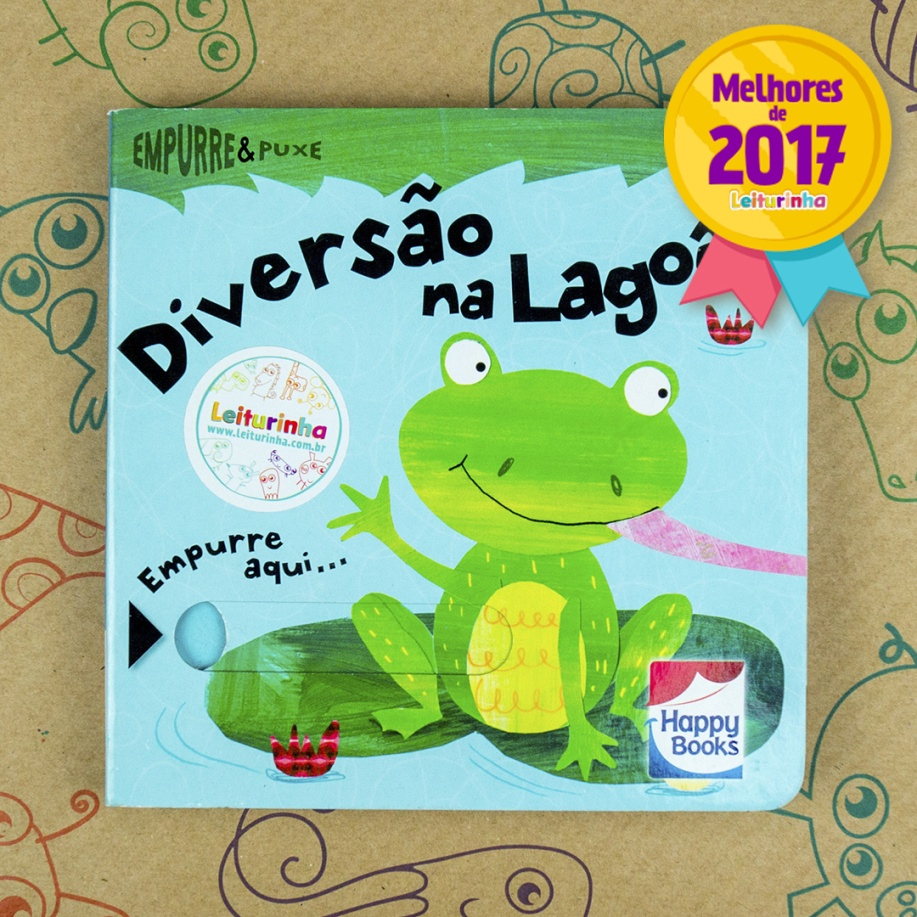 Melhores
de
2017
Leiturinha
EMPURRE & PUXE
Diversão
na Lagoa
Leiturinha
www.leiturinha.com.br
Empurre
aqui...
Happy
Books